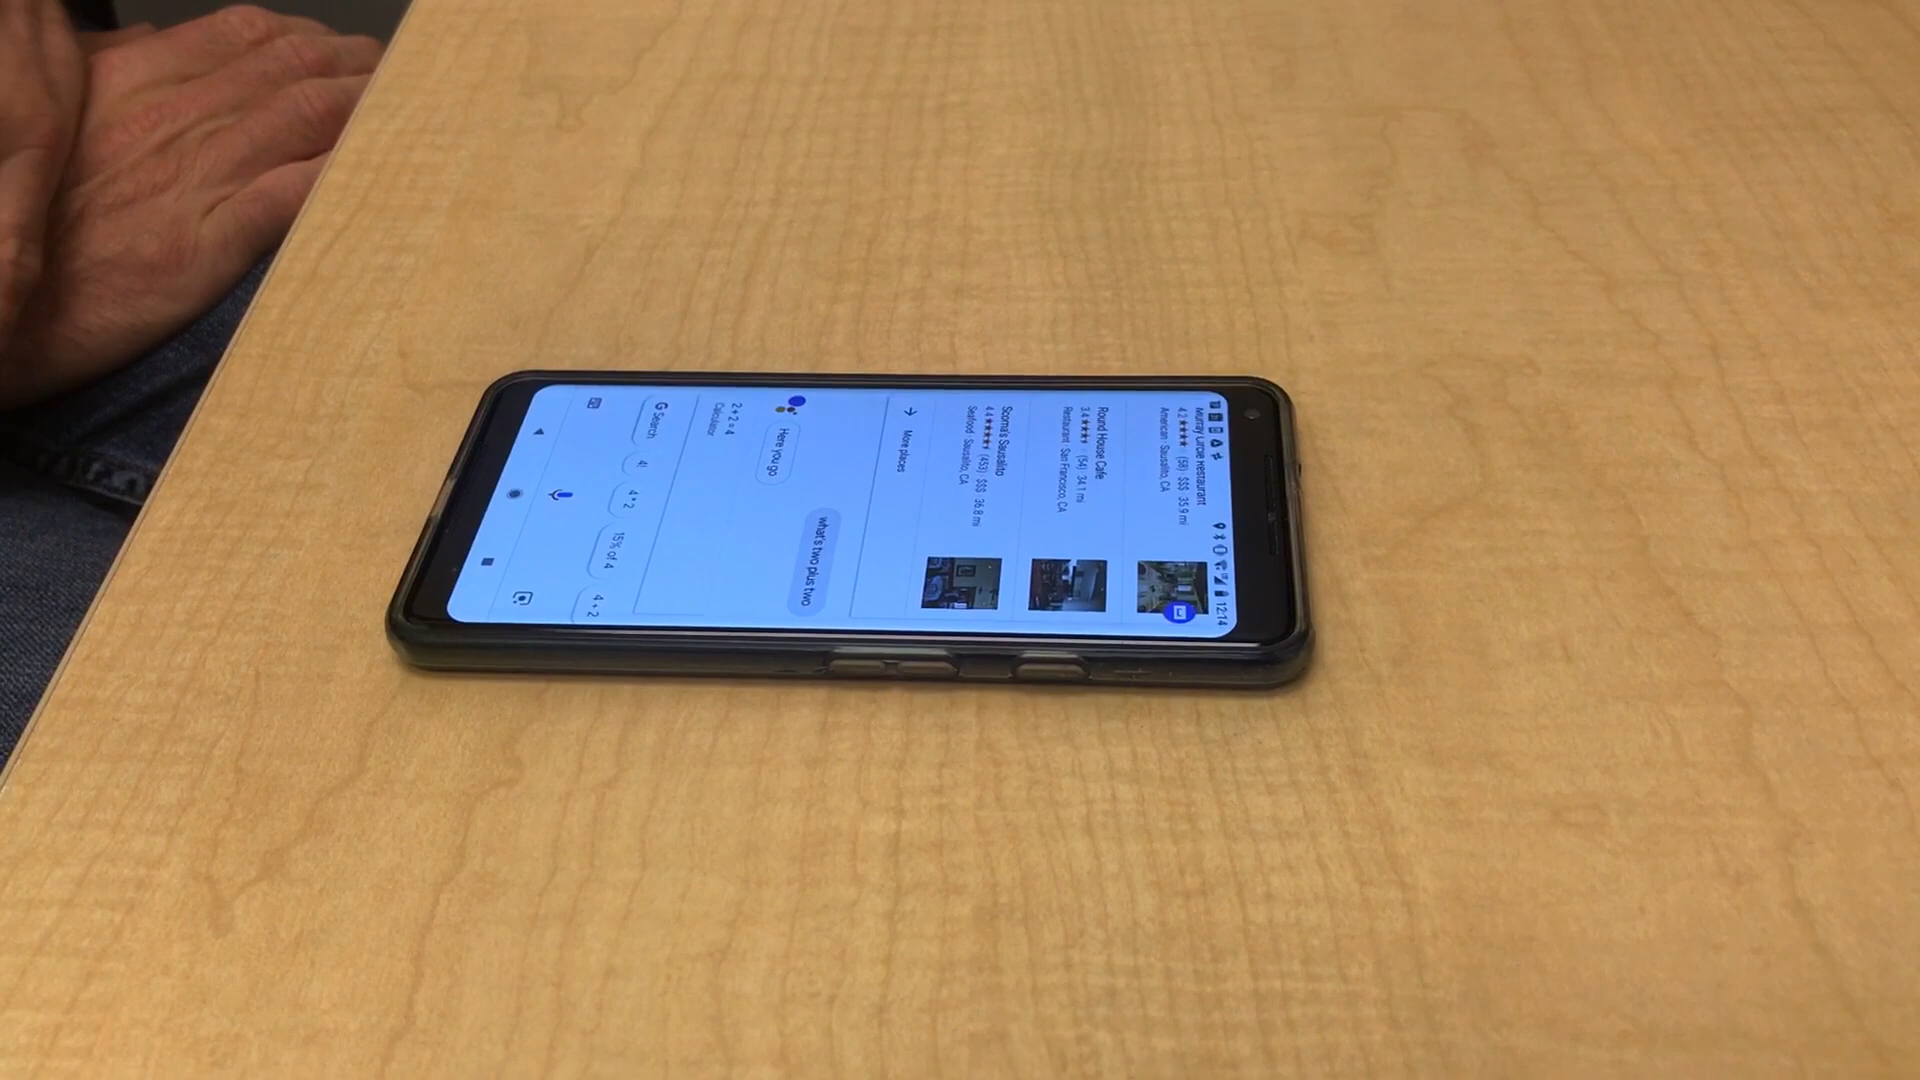 12:14
Murray Circle Restaurant
4.2 (58) · $$$ · 35.9 mi
American · Sausalito, CA
Round House Cafe
3.4 (54) · 34.1 mi
Restaurant · San Francisco, CA
Scoma's Sausalito
4.4 (453) · $$$ · 36.8 mi
Seafood · Sausalito, CA
More places
what's two plus two
Here you go
2 + 2 = 4
Calculator
G Search
4!
4 * 2
15% of 4
4 + 2